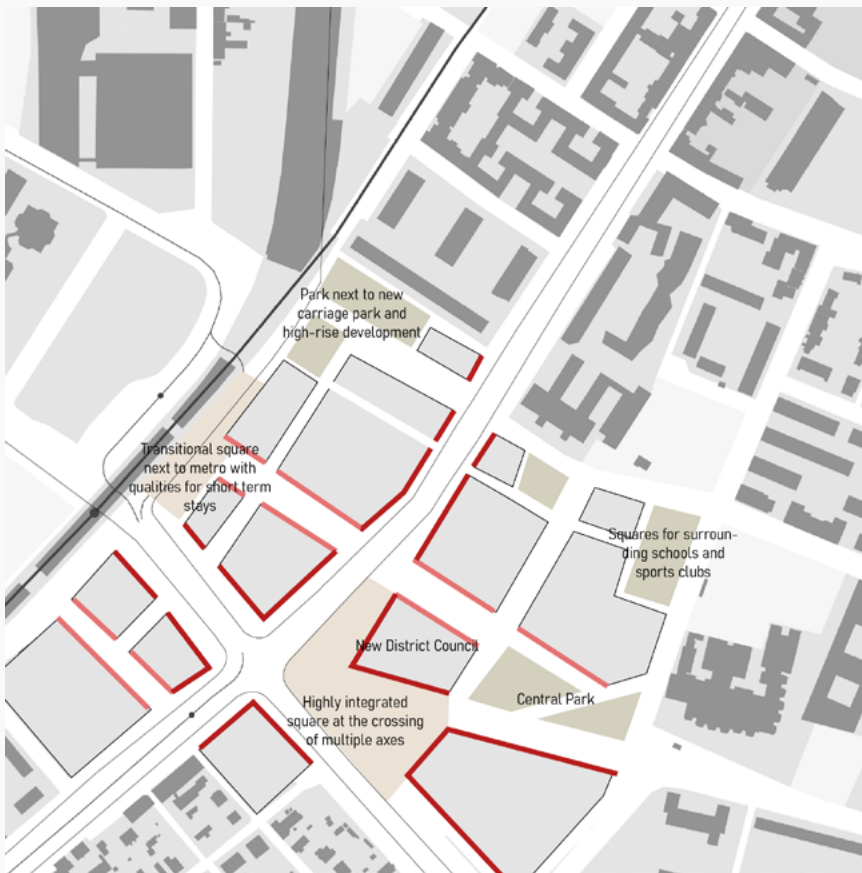 Park next to new
carriage park and
high-rise development
Transitional square
next to metro with
qualities for short term
stays
Squares for surroun-
ding schools and
sports clubs
New District Council
Central Park
Highly integrated
square at the crossing
of multiple axes